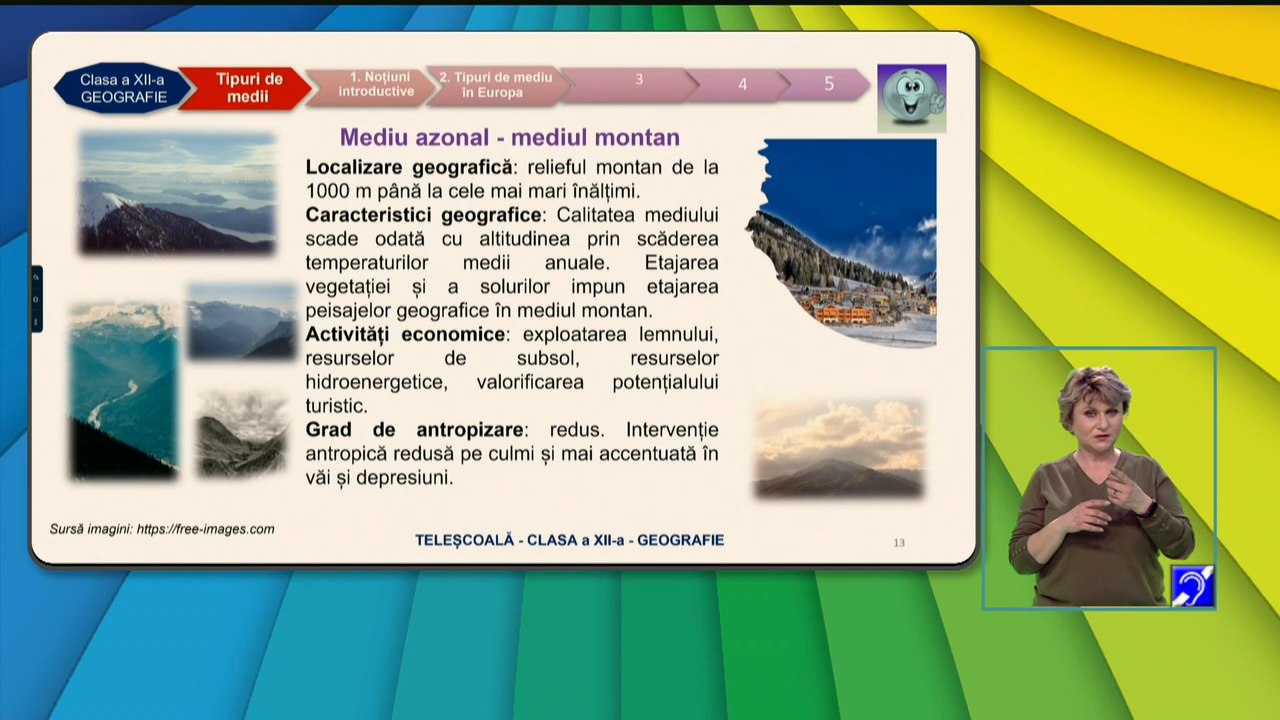 Clasa a XII-a
GEOGRAFIE
Tipuri de
medii
1. Noțiuni
introductive
2. Tipuri de mediu
în Europa
3
4
5
Mediu azonal - mediul montan
Localizare geografică: relieful montan de la
1000 m până la cele mai mari înălțimi.
Caracteristici geografice: Calitatea mediului
scade odată cu altitudinea prin scăderea
temperaturilor medii anuale. Etajarea
vegetației și a solurilor impun etajarea
peisajelor geografice în mediul montan.
Activități economice: exploatarea lemnului,
resurselor de subsol, resurselor
hidroenergetice, valorificarea potențialului
turistic.
Grad de antropizare: redus. Intervenție
antropică redusă pe culmi și mai accentuată în
văi și depresiuni.
Sursă imagini: https://free-images.com
TELEȘCOALĂ - CLASA a XII-a - GEOGRAFIE
13